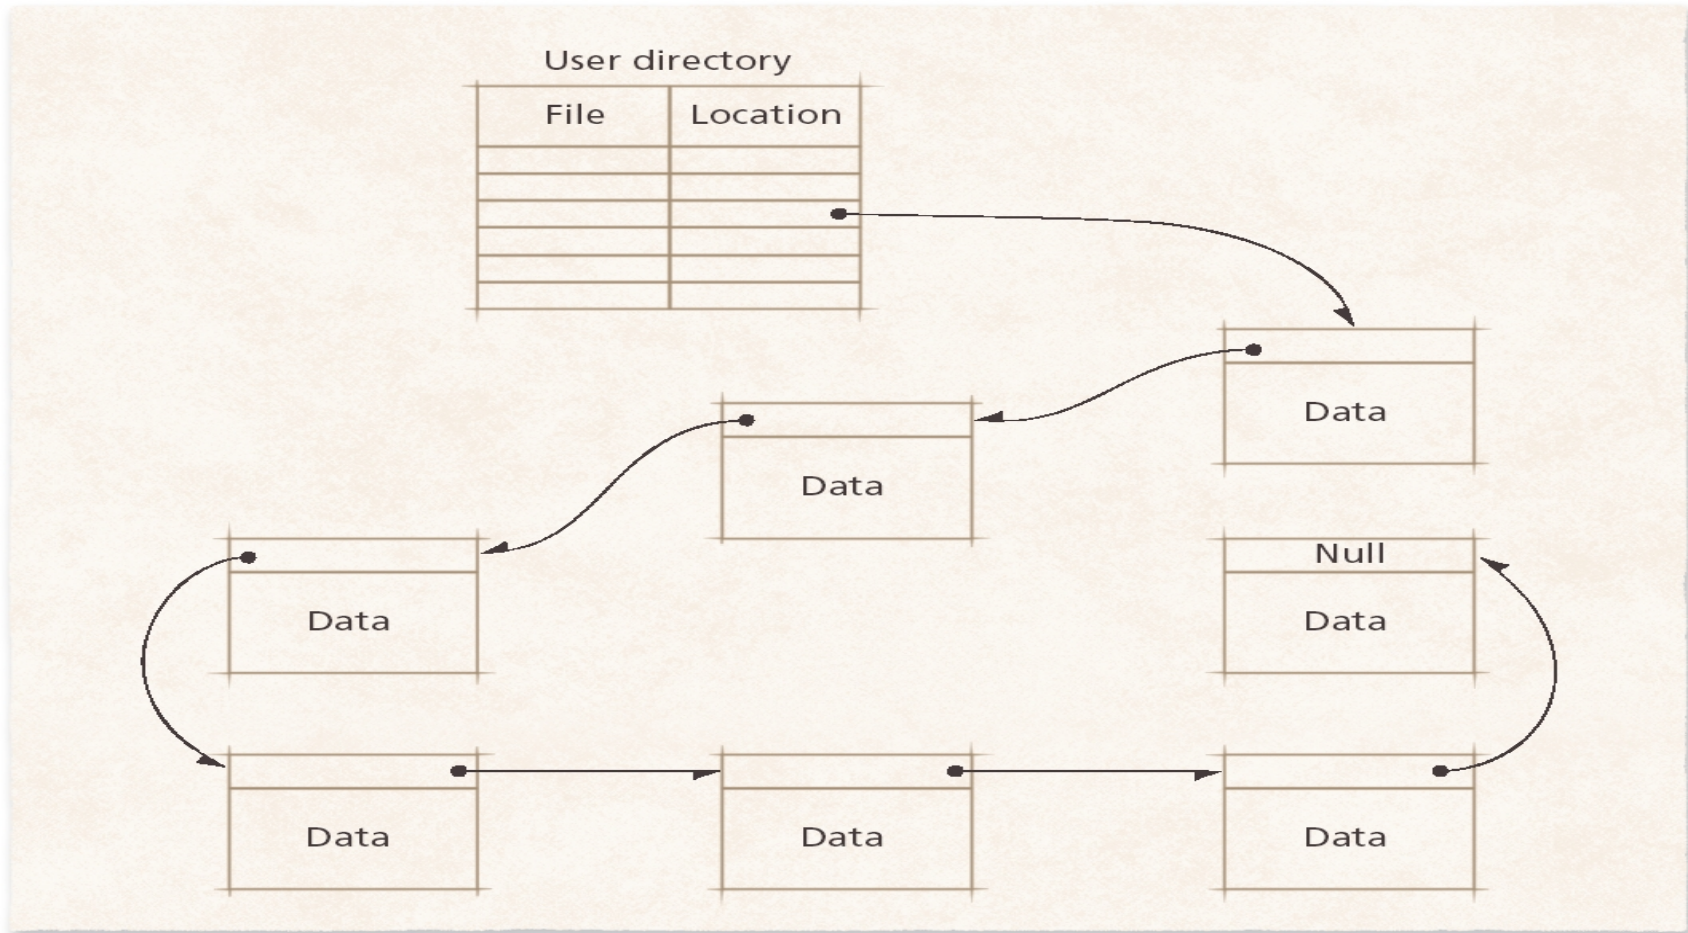 User directory
File Location
Data
Data
Null
Data
Data
Data
Data
Data